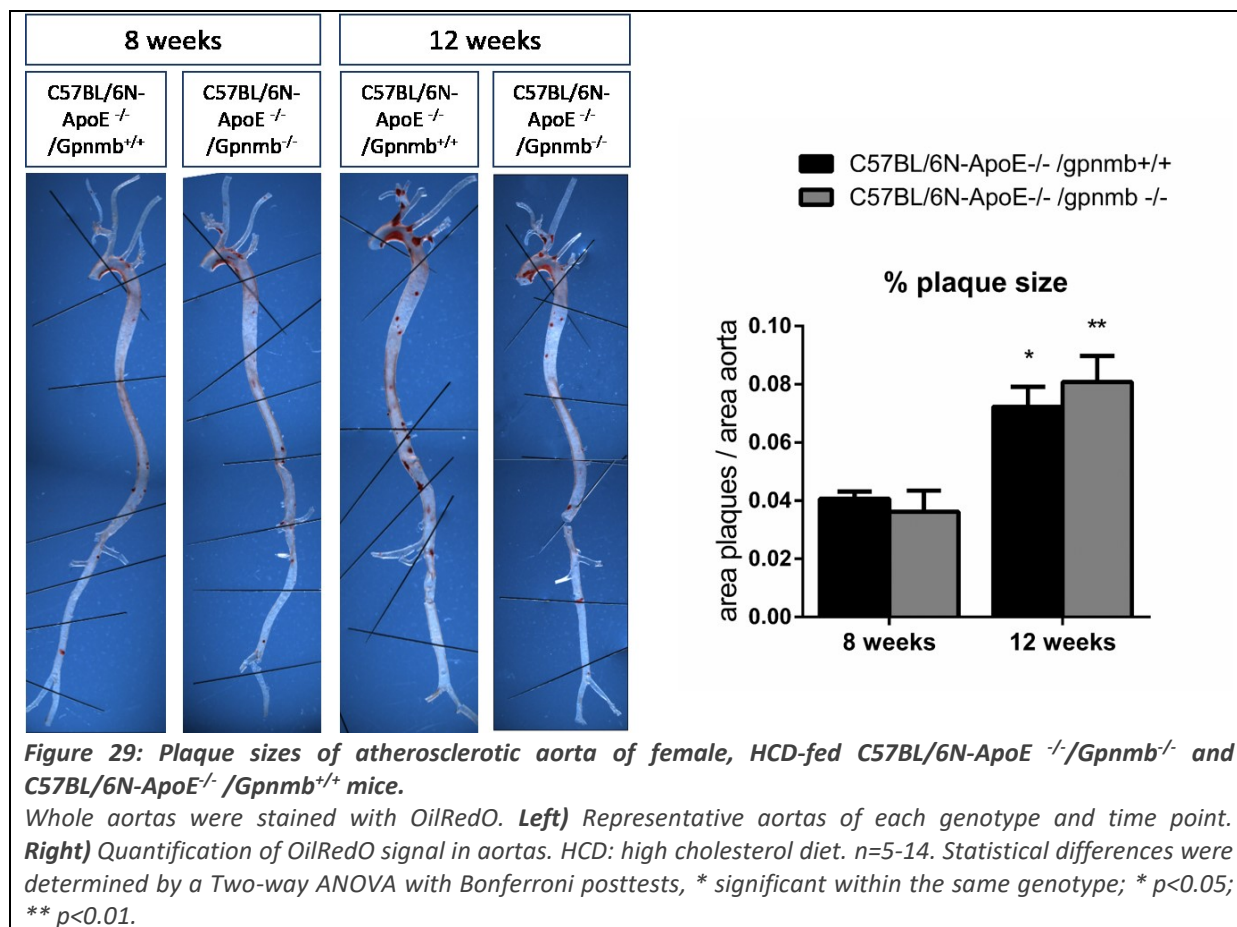 8 weeks
12 weeks
C57BL/6N-
ApoE -/-
/Gpnmb+/+
C57BL/6N-
ApoE -/-
/Gpnmb-/-
C57BL/6N-
ApoE -/-
/Gpnmb+/+
C57BL/6N-
ApoE -/-
/Gpnmb-/-
C57BL/6N-ApoE-/- /gpnmb+/+
C57BL/6N-ApoE-/- /gpnmb -/-
% plaque size
area plaques / area aorta
0.10
0.08
0.06
0.04
0.02
0.00
*
**
8 weeks
12 weeks
Figure 29: Plaque sizes of atherosclerotic aorta of female, HCD-fed C57BL/6N-ApoE -/-/Gpnmb-/- and
C57BL/6N-ApoE-/- /Gpnmb+/+ mice.
Whole aortas were stained with OilRedO. Left) Representative aortas of each genotype and time point.
Right) Quantification of OilRedO signal in aortas. HCD: high cholesterol diet. n=5-14. Statistical differences were
determined by a Two-way ANOVA with Bonferroni posttests, * significant within the same genotype; * p<0.05;
** p<0.01.